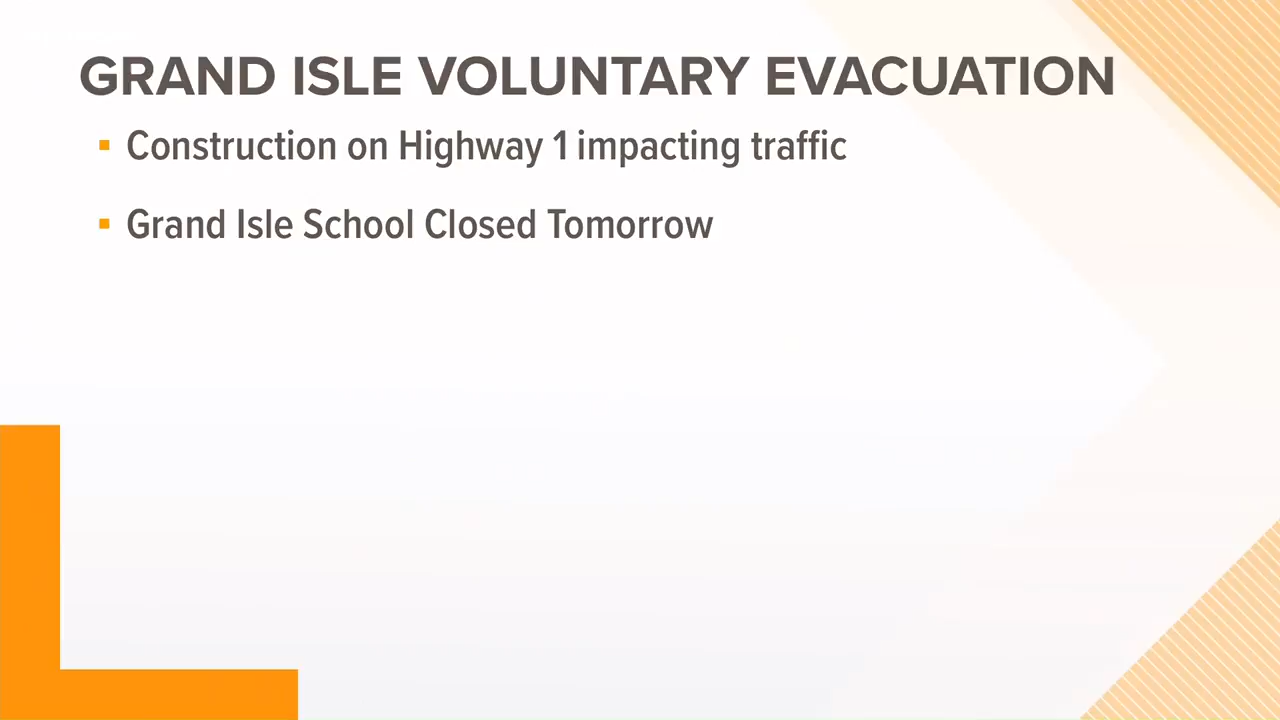 GRAND ISLE VOLUNTARY EVACUATION
▪ Construction on Highway 1 impacting traffic
▪ Grand Isle School Closed Tomorrow